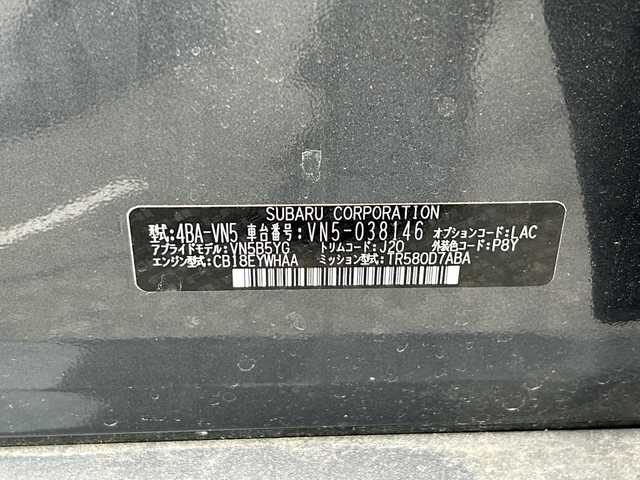 SUBARU CORPORATION
型式:4BA-VN5 車台番号:VN5-038146 オプションコード:LAC
アプライドモデル:VN5B5YG トリムコード:J20 外装色コード:P8Y
エンジン型式:CB18EYWHAA ミッション型式:TR580D7ABA